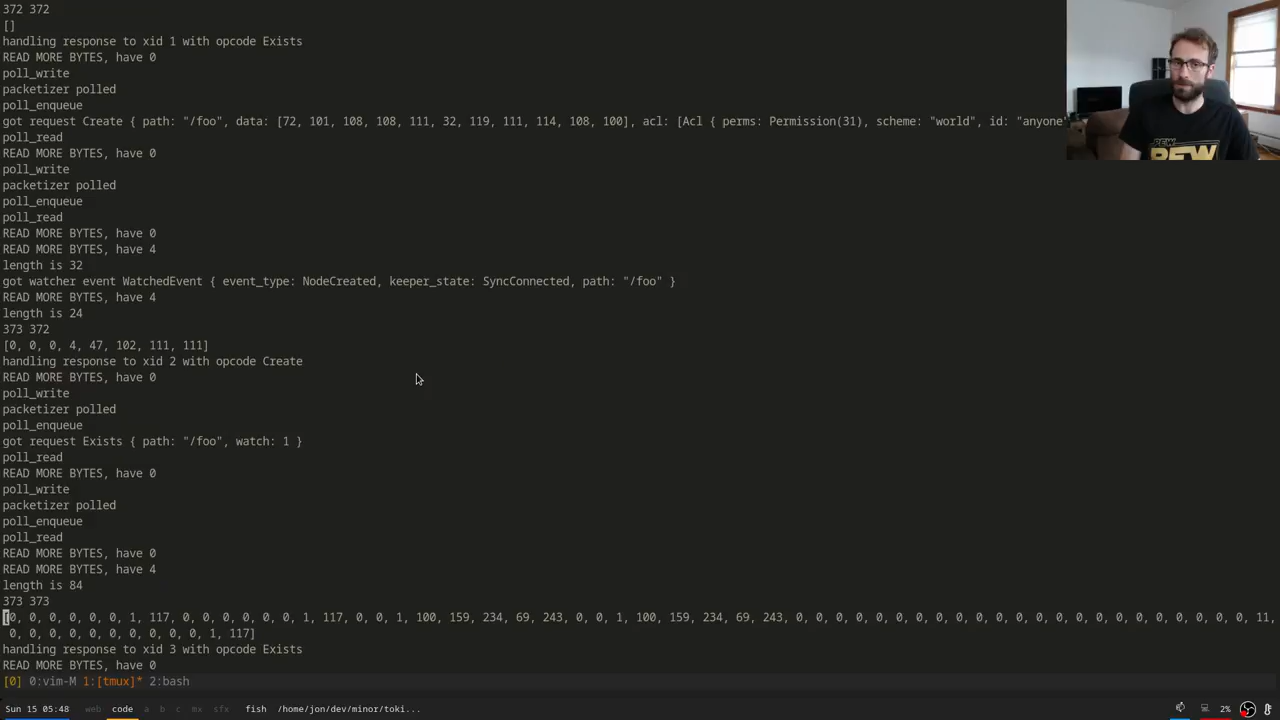 372 372
[]
handling response to xid 1 with opcode Exists
READ MORE BYTES, have 0
poll_write
packetizer polled
poll_enqueue
got request Create { path: "/foo", data: [72, 101, 108, 108, 111, 32, 119, 111, 114, 108, 100], acl: [Acl { perms: Permission(31), scheme: "world", id: "anyone"
poll_read
READ MORE BYTES, have 0
poll_write
packetizer polled
poll_enqueue
poll_read
READ MORE BYTES, have 0
READ MORE BYTES, have 4
length is 32
got watcher event WatchedEvent { event_type: NodeCreated, keeper_state: SyncConnected, path: "/foo" }
READ MORE BYTES, have 4
length is 24
373 372
[0, 0, 0, 4, 47, 102, 111, 111]
handling response to xid 2 with opcode Create
READ MORE BYTES, have 0
poll_write
packetizer polled
poll_enqueue
got request Exists { path: "/foo", watch: 1 }
poll_read
READ MORE BYTES, have 0
poll_write
packetizer polled
poll_enqueue
poll_read
READ MORE BYTES, have 0
READ MORE BYTES, have 4
length is 84
373 373
[0, 0, 0, 0, 0, 0, 1, 117, 0, 0, 0, 0, 0, 0, 1, 117, 0, 0, 1, 100, 159, 234, 69, 243, 0, 0, 1, 100, 159, 234, 69, 243, 0, 0, 0, 0, 0, 0, 0, 0, 0, 0, 0, 0, 0, 0, 0, 0, 0, 0, 0, 0, 0, 0, 0, 11,
0, 0, 0, 0, 0, 0, 0, 0, 0, 0, 1, 117]
handling response to xid 3 with opcode Exists
READ MORE BYTES, have 0
[0] 0:vim-M 1:[tmux]* 2:bash
Sun 15 05:48 web code a b c mx sfx fish /home/jon/dev/minor/toki... 2%
PEW
PEW